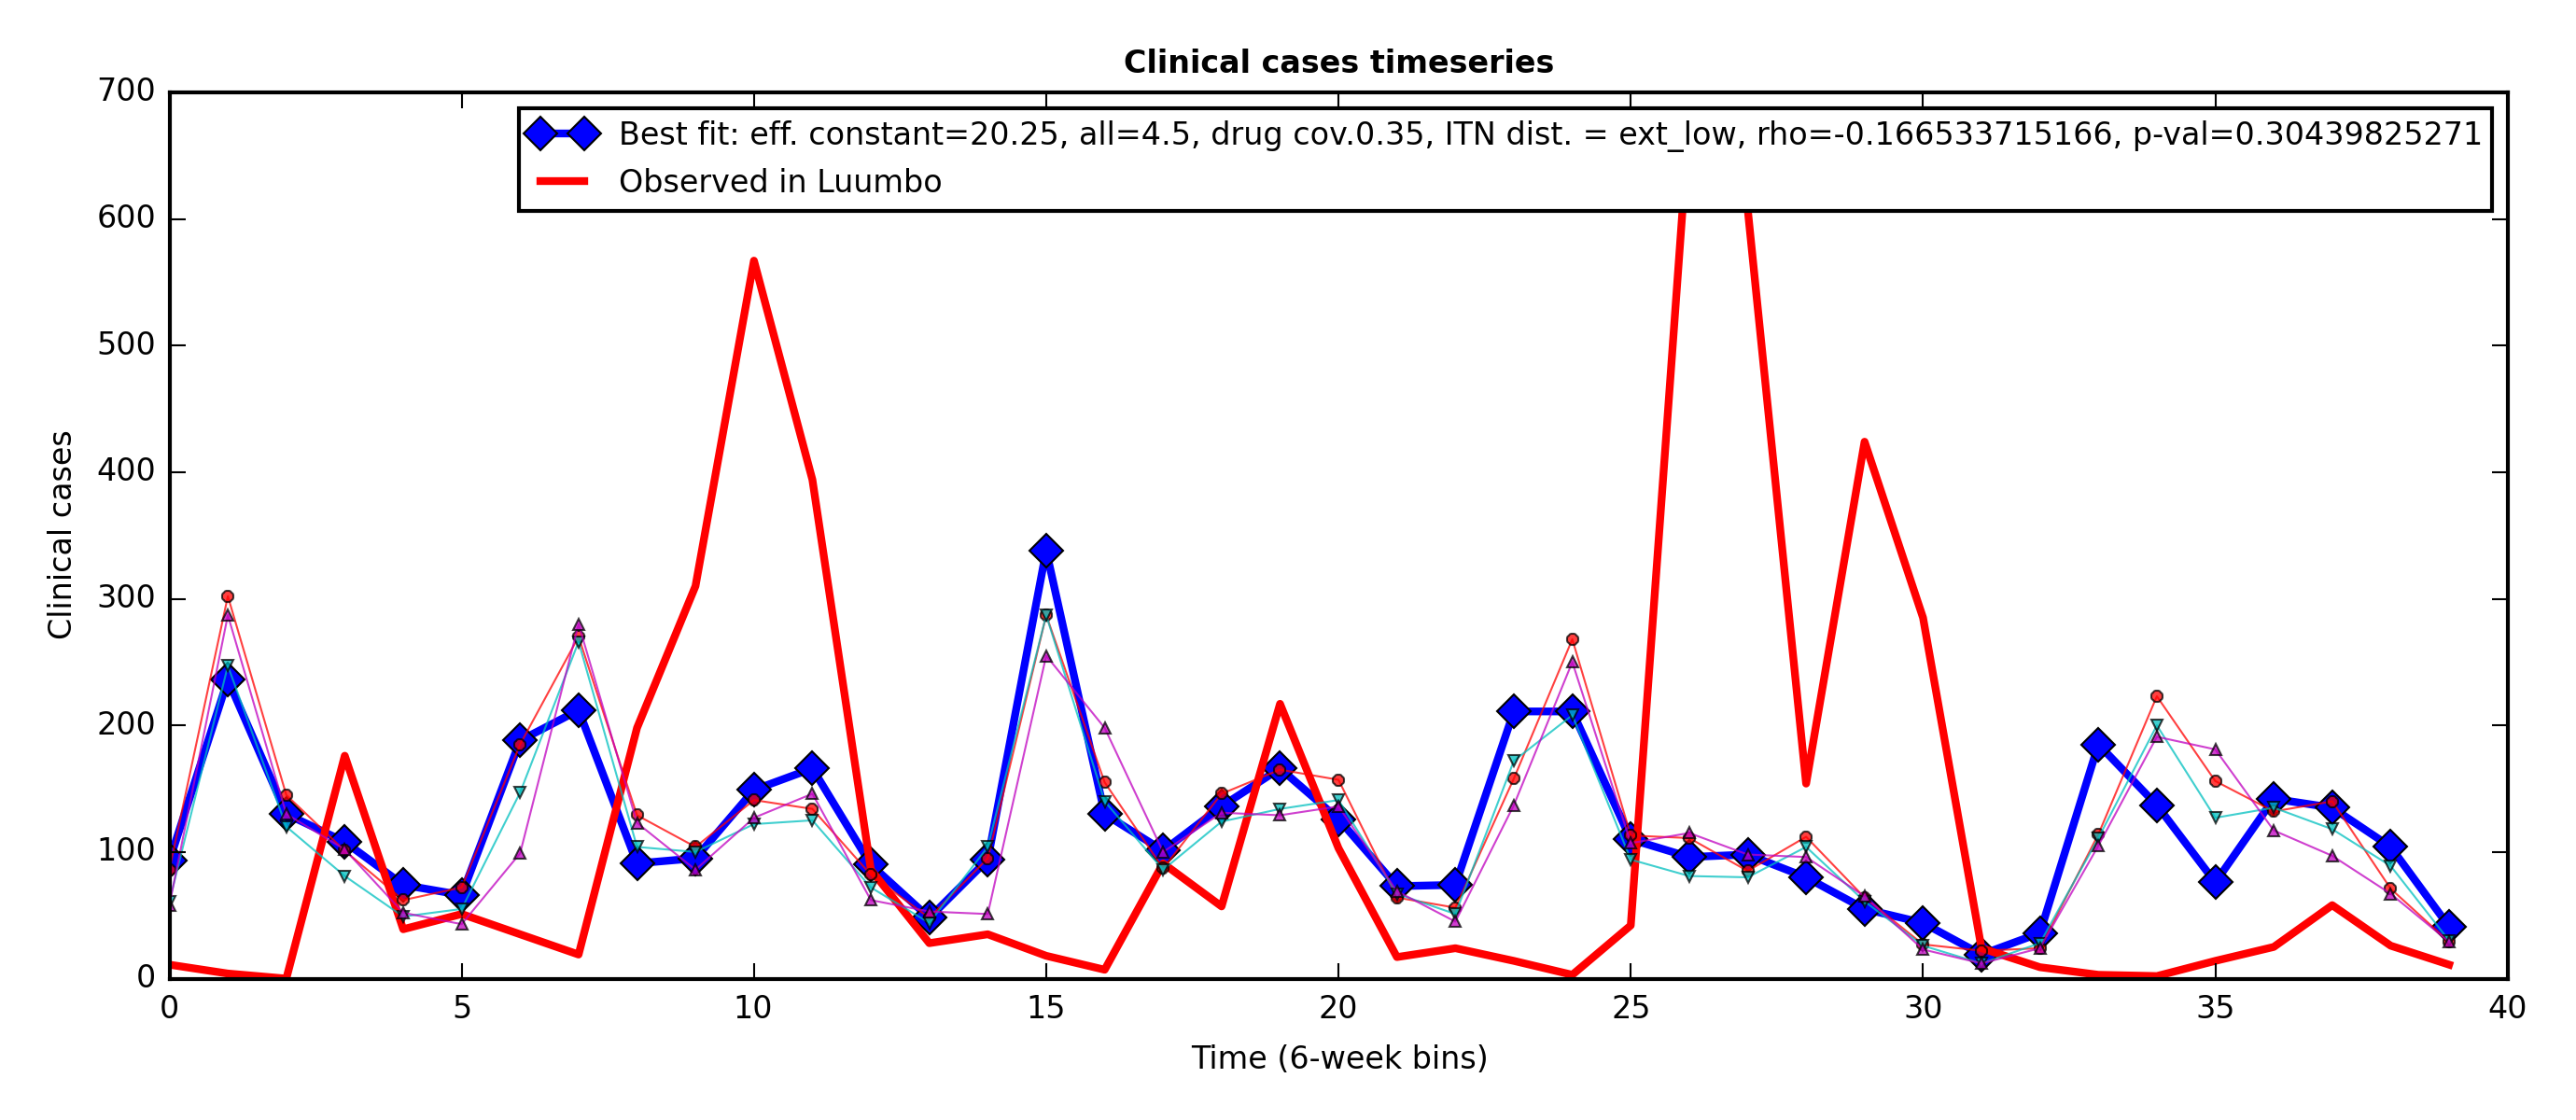 Clinical cases timeseries
700
600
500
400
300
200
100
0
Clinical cases
Best fit: eff. constant=20.25, all=4.5, drug cov.0.35, ITN dist. = ext_low, rho=-0.166533715166, p-val=0.30439825271
Observed in Luumbo
0 5 10 15 20 25 30 35 40
Time (6-week bins)